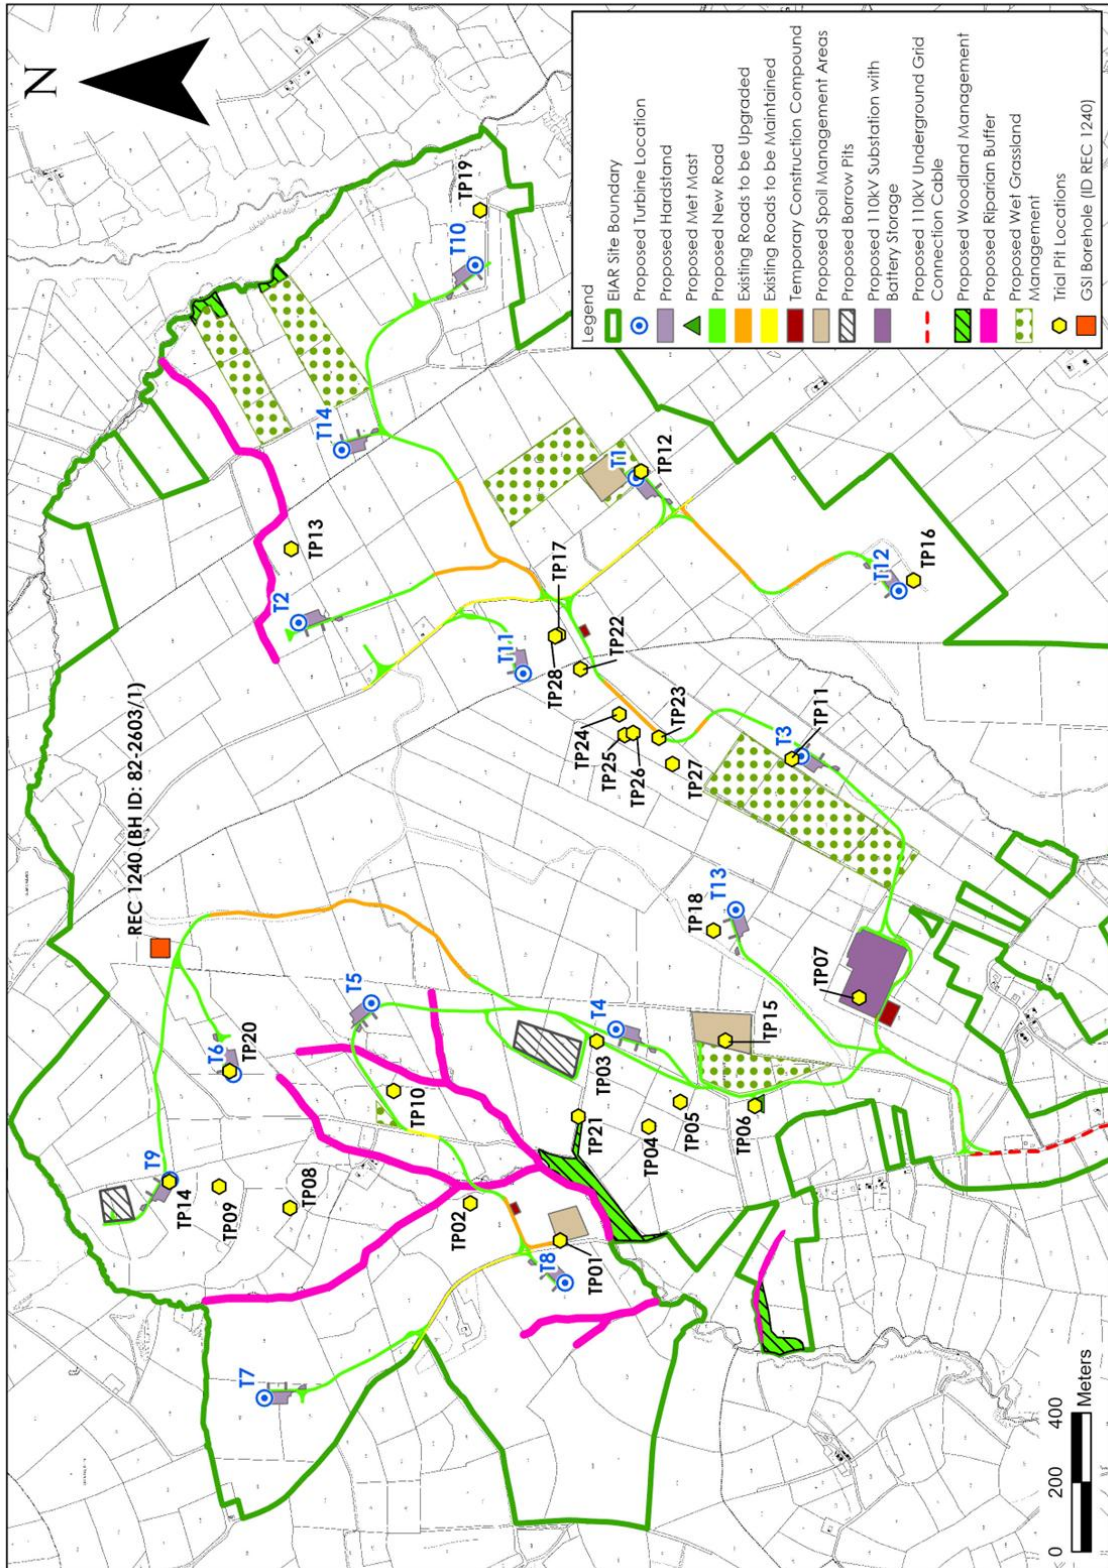 N
REC 1240 (BH ID: 82-2603/1)
T7
T9
TP14
TP09
TP08
T6
TP20
T5
TP10
TP02
T8
TP01
TP21
TP03
T4
TP04
TP05
TP06
TP15
TP07
TP18
T13
T2
TP13
T14
T10
TP19
T11
TP28
TP17
TP22
TP24
TP25
TP26
TP23
TP27
T3
TP11
T1
TP12
T12
TP16
Legend
EIAR Site Boundary
Proposed Turbine Location
Proposed Hardstand
Proposed Met Mast
Proposed New Road
Existing Roads to be Upgraded
Existing Roads to be Maintained
Temporary Construction Compound
Proposed Spoil Management Areas
Proposed Borrow Pits
Proposed 110kV Substation with
Battery Storage
Proposed 110kV Underground Grid
Connection Cable
Proposed Woodland Management
Proposed Riparian Buffer
Proposed Wet Grassland
Management
Trial Pit Locations
GSI Borehole (ID REC 1240)
0 200 400
Meters